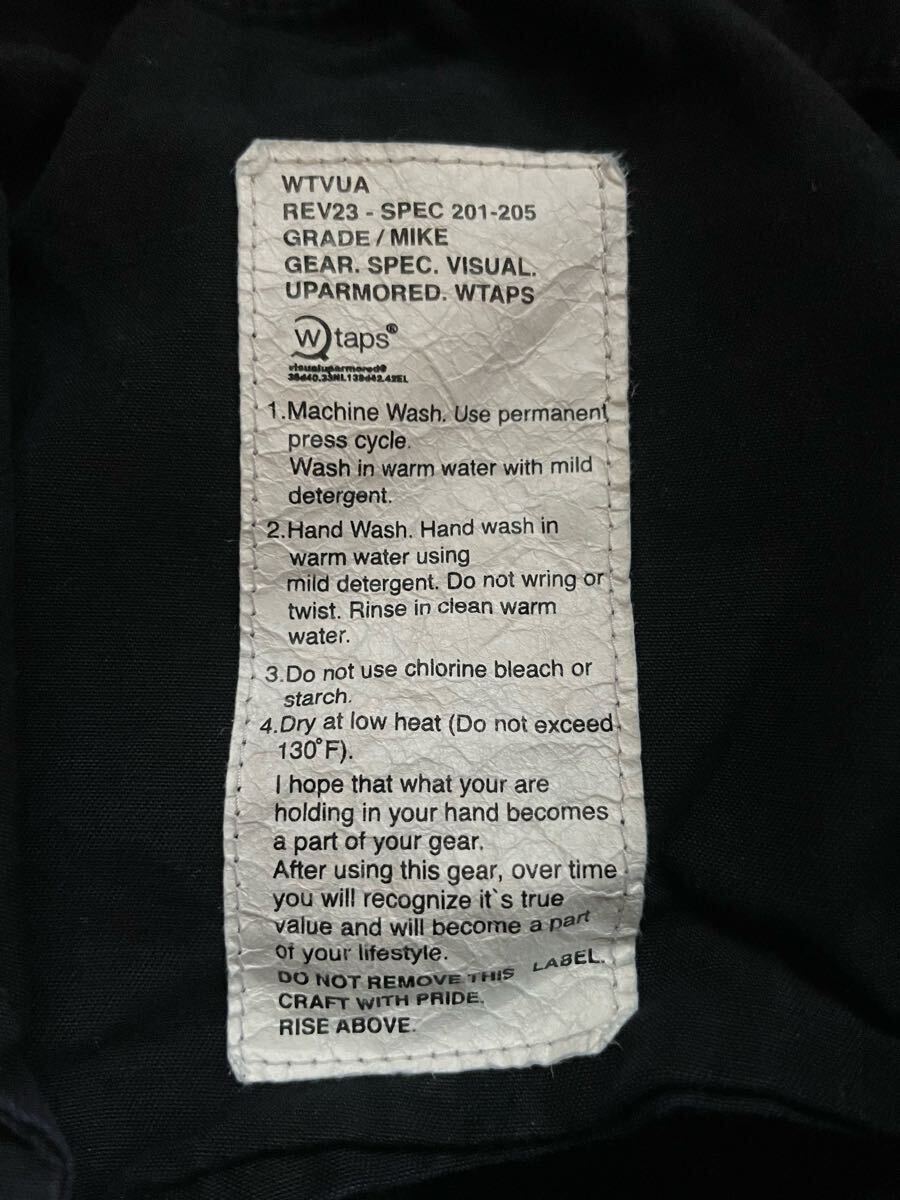 WTVUA
REV23 - SPEC 201-205
GRADE / MIKE
GEAR. SPEC. VISUAL.
UPARMORED. WTAPS
Wtaps®
visualuparmored®
1.Machine Wash. Use permanent
press cycle.
Wash in warm water with mild
detergent.
2.Hand Wash. Hand wash in
warm water using
mild detergent. Do not wring or
twist. Rinse in clean warm
water.
3.Do not use chlorine bleach or
starch.
4.Dry at low heat (Do not exceed
130°F).
I hope that what your are
holding in your hand becomes
a part of your gear.
After using this gear, over time
you will recognize it`s true
value and will become a part
of your lifestyle.
DO NOT REMOVE THIS LABEL.
CRAFT WITH PRIDE.
RISE ABOVE.